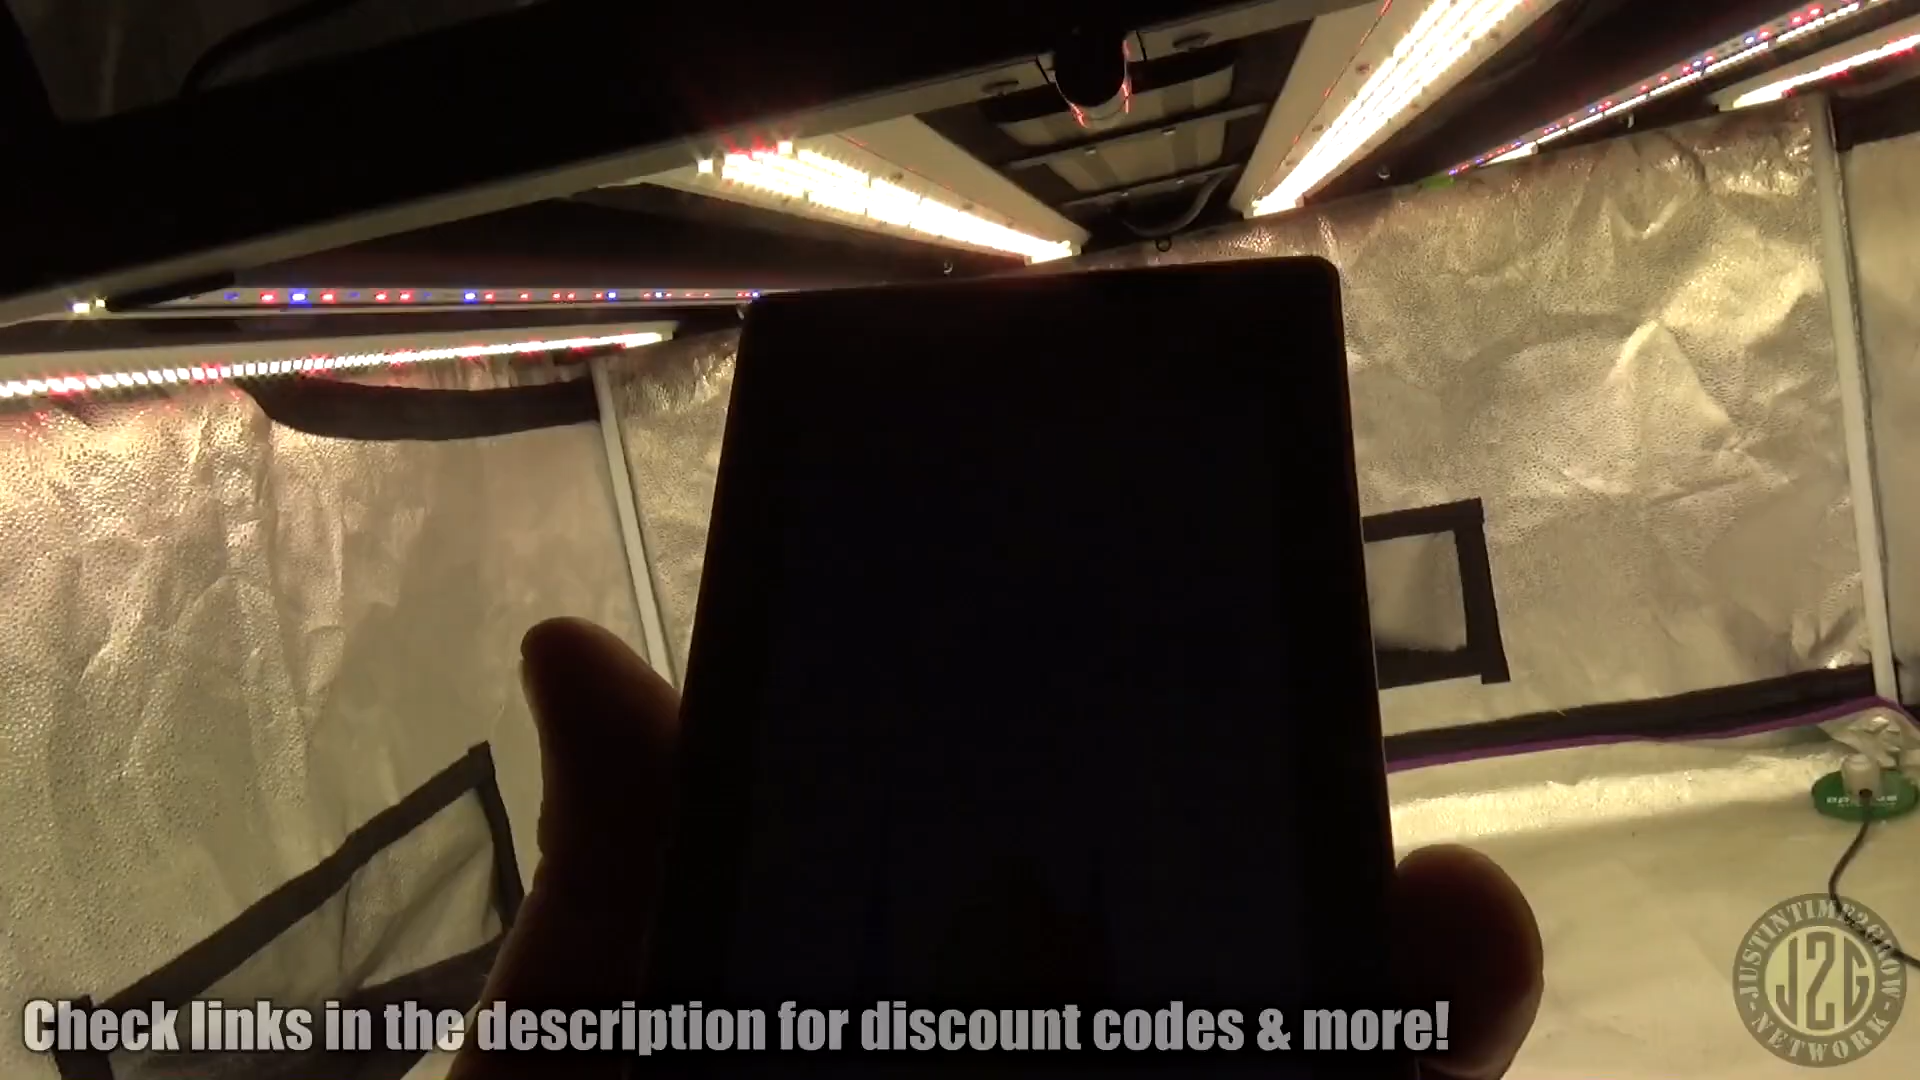 Check links in the description for discount codes & more!
JUSTINTIME2GROW
J2G
NETWORK